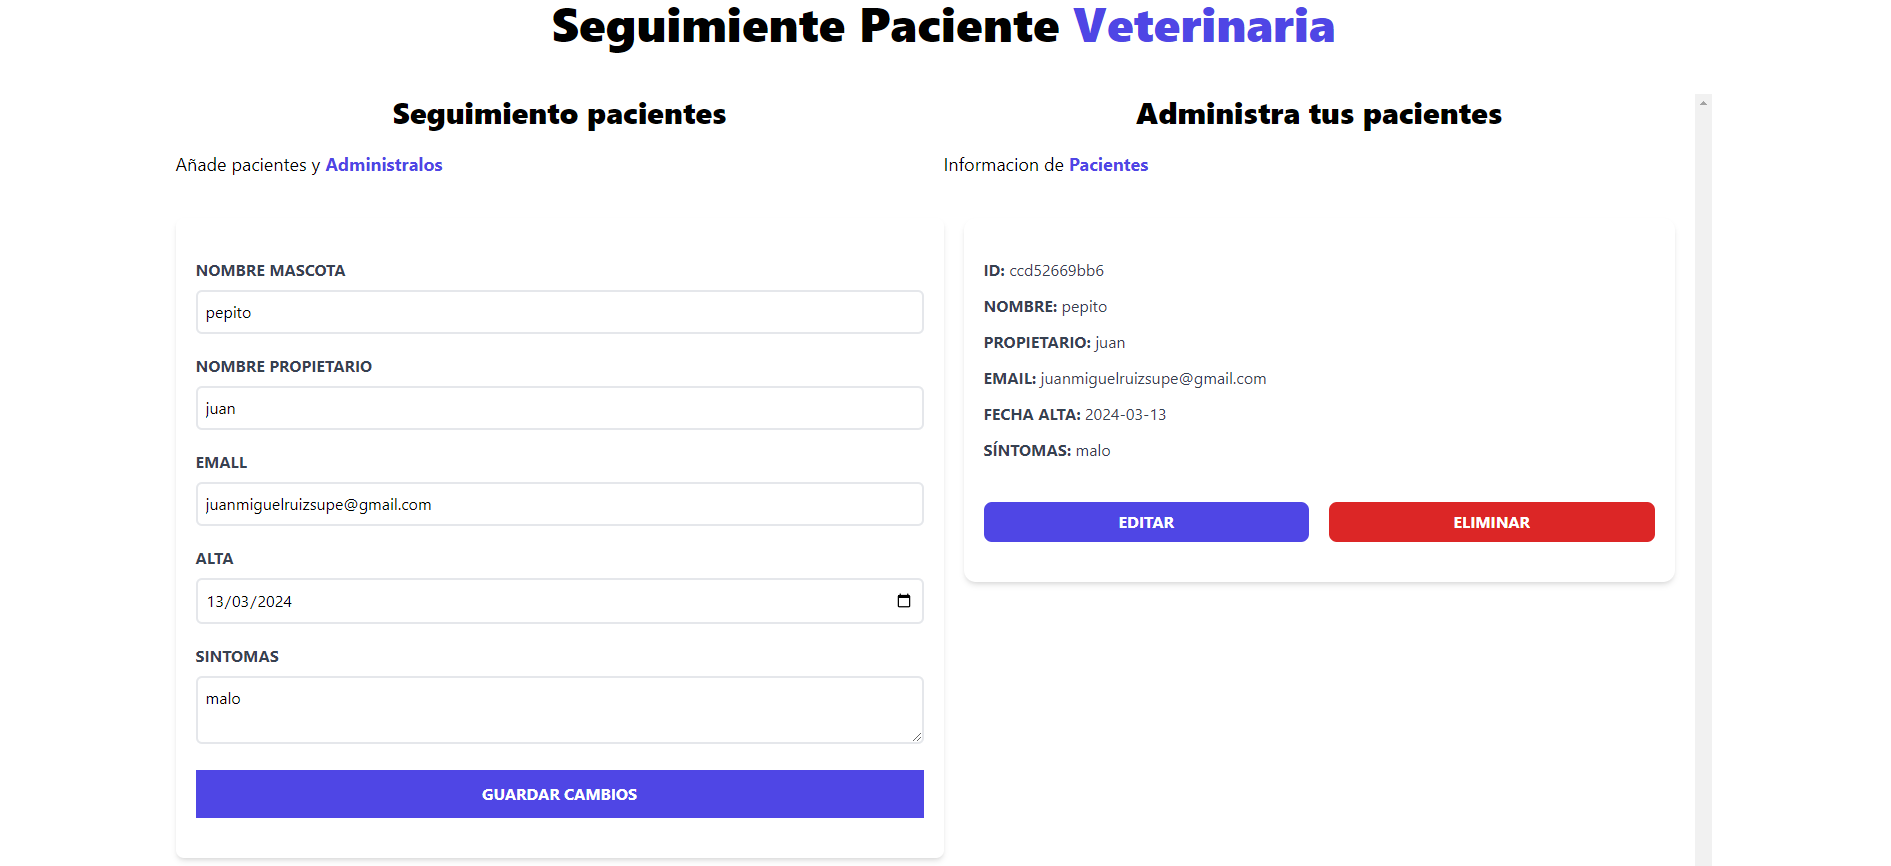 Seguimiente Paciente Veterinaria
Seguimiento pacientes
Añade pacientes y Administralos
NOMBRE MASCOTA
pepito
NOMBRE PROPIETARIO
juan
EMALL
juanmiguelruizsupe@gmail.com
ALTA
13/03/2024
SINTOMAS
malo
GUARDAR CAMBIOS
Administra tus pacientes
Informacion de Pacientes
ID: ccd52669bb6
NOMBRE: pepito
PROPIETARIO: juan
EMAIL: juanmiguelruizsupe@gmail.com
FECHA ALTA: 2024-03-13
SÍNTOMAS: malo
EDITAR
ELIMINAR